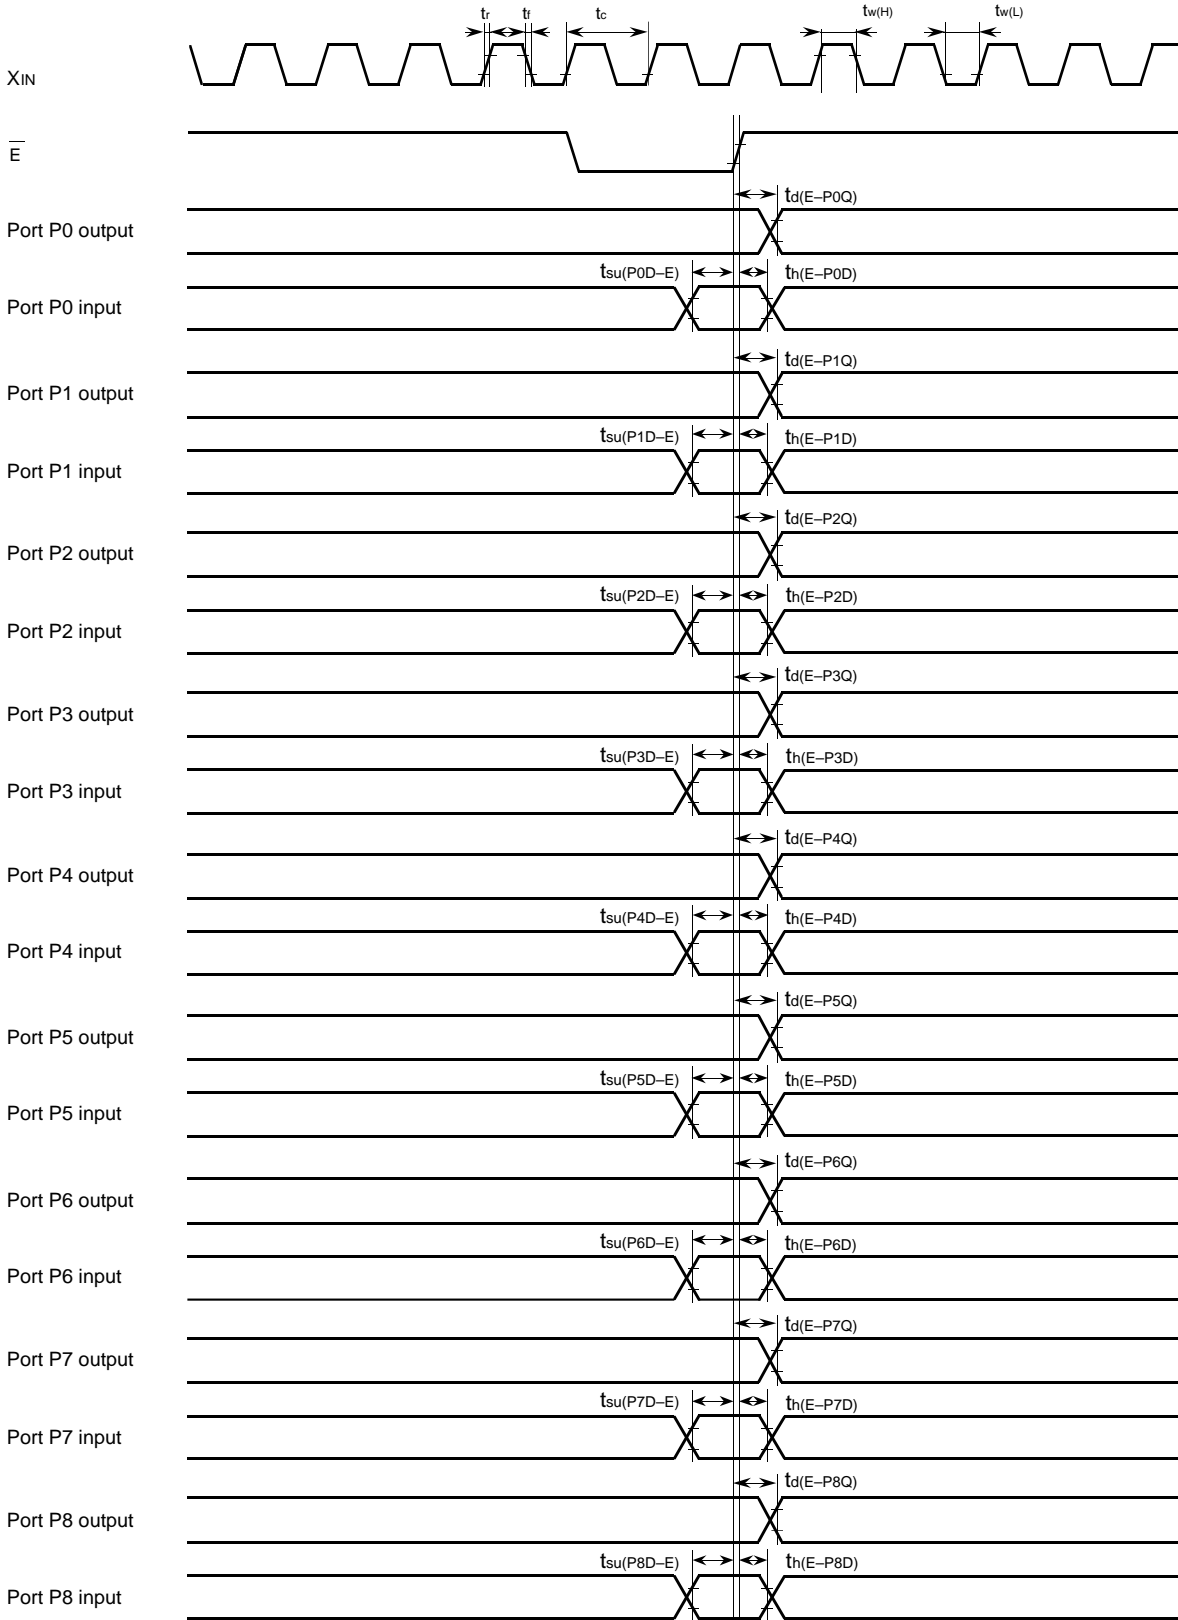 tr tf tc tw(H) tw(L)
XIN
E
td(E–P0Q)
Port P0 output
tsu(P0D–E) th(E–P0D)
Port P0 input
td(E–P1Q)
Port P1 output
tsu(P1D–E) th(E–P1D)
Port P1 input
td(E–P2Q)
Port P2 output
tsu(P2D–E) th(E–P2D)
Port P2 input
td(E–P3Q)
Port P3 output
tsu(P3D–E) th(E–P3D)
Port P3 input
td(E–P4Q)
Port P4 output
tsu(P4D–E) th(E–P4D)
Port P4 input
td(E–P5Q)
Port P5 output
tsu(P5D–E) th(E–P5D)
Port P5 input
td(E–P6Q)
Port P6 output
tsu(P6D–E) th(E–P6D)
Port P6 input
td(E–P7Q)
Port P7 output
tsu(P7D–E) th(E–P7D)
Port P7 input
td(E–P8Q)
Port P8 output
tsu(P8D–E) th(E–P8D)
Port P8 input